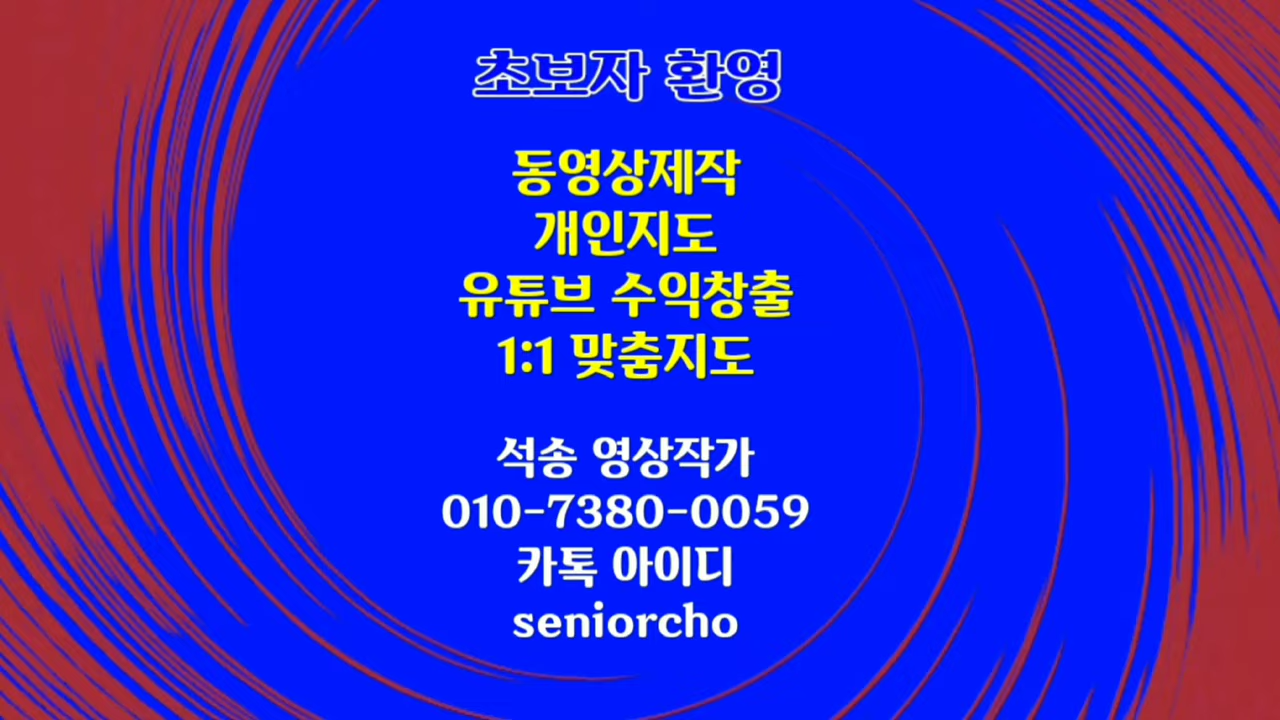 초보자 환영
동영상제작
개인지도
유튜브 수익창출
1:1 맞춤지도
석송 영상작가
010-7380-0059
카톡 아이디
seniorcho